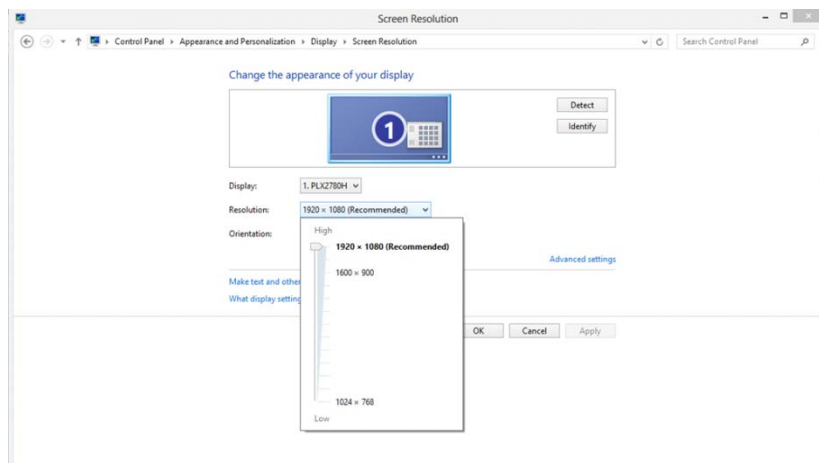 Screen Resolution
Control Panel Appearance and Personalization Display Screen Resolution
Search Control Panel
Change the appearance of your display
1
Detect
Identify
Display: 1. PLX2780H
Resolution: 1920 × 1080 (Recommended)
Orientation:
High
1920 × 1080 (Recommended)
1600 × 900
1024 × 768
Low
Advanced settings
Make text and other
What display setting
OK Cancel Apply